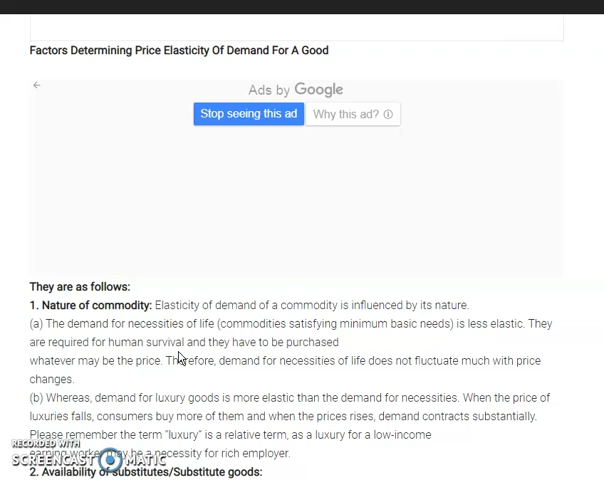 Factors Determining Price Elasticity Of Demand For A Good
Ads by Google
Stop seeing this ad
Why this ad?
They are as follows:
1. Nature of commodity: Elasticity of demand of a commodity is influenced by its nature.
(a) The demand for necessities of life (commodities satisfying minimum basic needs) is less elastic. They
are required for human survival and they have to be purchased
whatever may be the price. Therefore, demand for necessities of life does not fluctuate much with price
changes.
(b) Whereas, demand for luxury goods is more elastic than the demand for necessities. When the price of
luxuries falls, consumers buy more of them and when the prices rises, demand contracts substantially.
Please remember the term "luxury" is a relative term, as a luxury for a low-income
RECORDED WITH
earning worker may be a necessity for rich employer.
SCREENCAST MATIC
2. Availability of substitutes/Substitute goods: